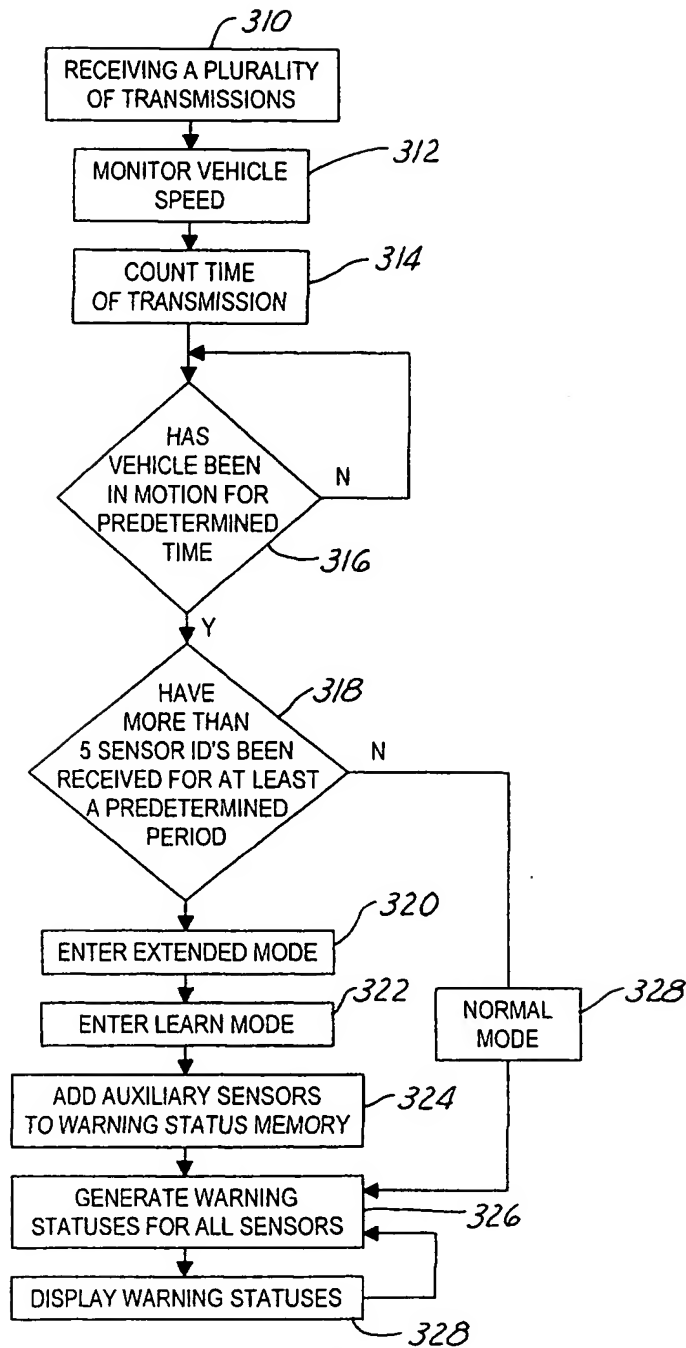 310
RECEIVING A PLURALITY
OF TRANSMISSIONS
312
MONITOR VEHICLE
SPEED
314
COUNT TIME
OF TRANSMISSION
HAS
VEHICLE BEEN
IN MOTION FOR
PREDETERMINED
TIME
N
316
Y
318
HAVE
MORE THAN
5 SENSOR ID'S BEEN
RECEIVED FOR AT LEAST
A PREDETERMINED
PERIOD
N
320
ENTER EXTENDED MODE
322
ENTER LEARN MODE
NORMAL
MODE
328
ADD AUXILIARY SENSORS
TO WARNING STATUS MEMORY
324
GENERATE WARNING
STATUSES FOR ALL SENSORS
326
DISPLAY WARNING STATUSES
328